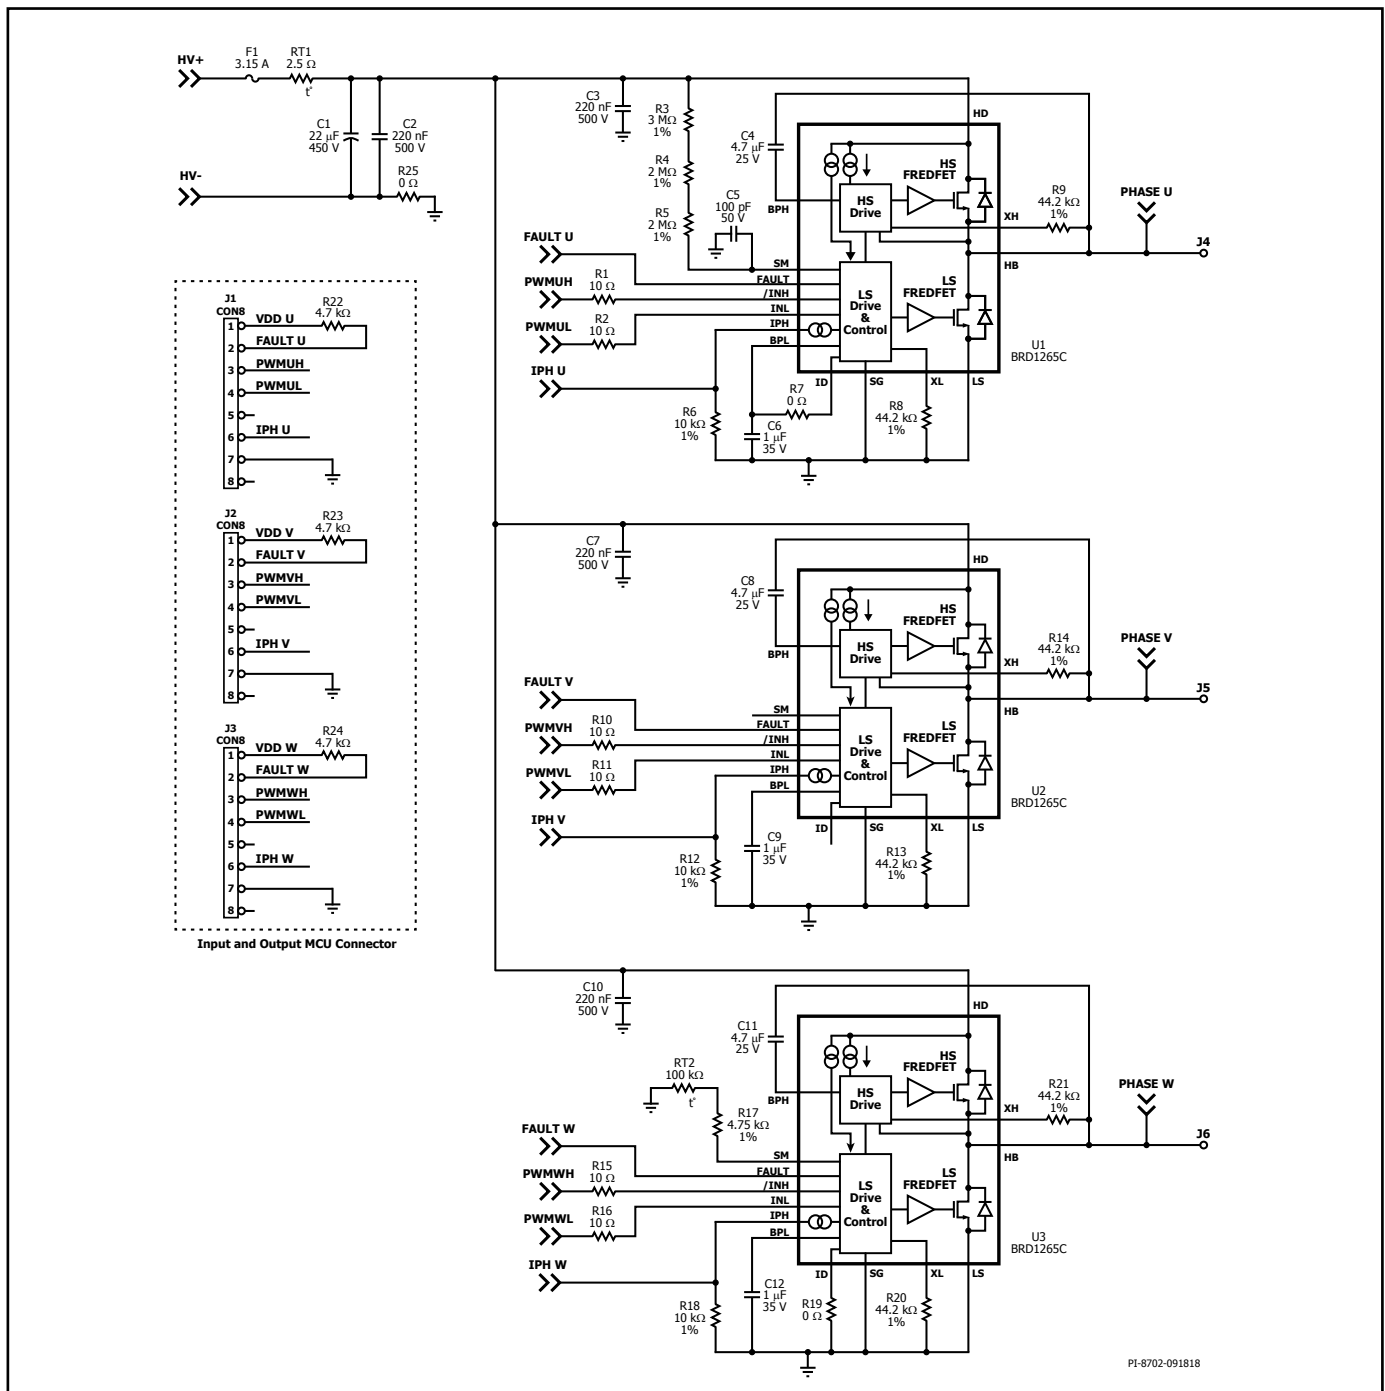 HV+
F1
3.15 A
RT1
2.5 Ω
t°
C1
22 µF
450 V
C2
220 nF
500 V
HV-
R25
0 Ω
C3
220 nF
500 V
R3
3 MΩ
1%
R4
2 MΩ
1%
R5
2 MΩ
1%
C4
4.7 µF
25 V
C5
100 pF
50 V
HD
HS
FREDFET
HS
Drive
BPH
XH
R9
44.2 kΩ
1%
PHASE U
J4
HB
FAULT U
PWMUH
R1
10 Ω
PWMUL
R2
10 Ω
IPH U
SM
FAULT
/INH
INL
IPH
BPL
LS
Drive
&
Control
LS
FREDFET
U1
BRD1265C
ID
SG
XL
LS
R7
0 Ω
R6
10 kΩ
1%
C6
1 µF
35 V
R8
44.2 kΩ
1%
J1
CON8
1
VDD U
R22
4.7 kΩ
2
FAULT U
3
PWMUH
4
PWMUL
5
6
IPH U
7
8
J2
CON8
1
VDD V
R23
4.7 kΩ
2
FAULT V
3
PWMVH
4
PWMVL
5
6
IPH V
7
8
J3
CON8
1
VDD W
R24
4.7 kΩ
2
FAULT W
3
PWMWH
4
PWMWL
5
6
IPH W
7
8
Input and Output MCU Connector
C7
220 nF
500 V
C8
4.7 µF
25 V
HD
HS
FREDFET
HS
Drive
BPH
XH
R14
44.2 kΩ
1%
PHASE V
J5
HB
FAULT V
PWMVH
R10
10 Ω
PWMVL
R11
10 Ω
IPH V
SM
FAULT
/INH
INL
IPH
BPL
LS
Drive
&
Control
LS
FREDFET
U2
BRD1265C
ID
SG
XL
LS
R12
10 kΩ
1%
C9
1 µF
35 V
R13
44.2 kΩ
1%
C10
220 nF
500 V
C11
4.7 µF
25 V
RT2
100 kΩ
t°
R17
4.75 kΩ
1%
HD
HS
FREDFET
HS
Drive
BPH
XH
R21
44.2 kΩ
1%
PHASE W
J6
HB
FAULT W
PWMWH
R15
10 Ω
PWMWL
R16
10 Ω
IPH W
SM
FAULT
/INH
INL
IPH
BPL
LS
Drive
&
Control
LS
FREDFET
U3
BRD1265C
ID
SG
XL
LS
R18
10 kΩ
1%
C12
1 µF
35 V
R19
0 Ω
R20
44.2 kΩ
1%
PI-8702-091818